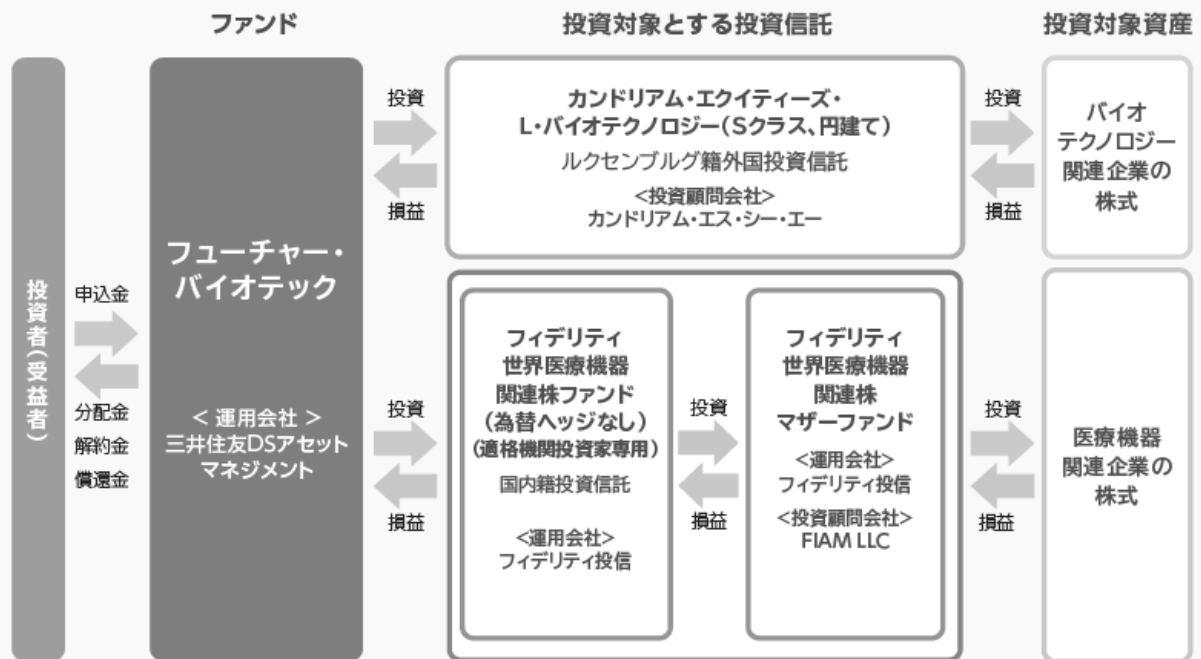 ファンド
投資対象とする投資信託
投資対象資産
投資者(受益者)
申込金
分配金
解約金
償還金
フューチャー・
バイオテック
< 運用会社 >
三井住友DSアセット
マネジメント
投資
損益
カンドリアム・エクイティーズ・
L・バイオテクノロジー(Sクラス、円建て)
ルクセンブルグ籍外国投資信託
<投資顧問会社>
カンドリアム・エス・シー・エー
投資
損益
バイオ
テクノロジー
関連企業の
株式
投資
損益
フィデリティ
世界医療機器
関連株ファンド
(為替ヘッジなし)
(適格機関投資家専用)
国内籍投資信託
<運用会社>
フィデリティ投信
投資
損益
フィデリティ
世界医療機器
関連株
マザーファンド
<運用会社>
フィデリティ投信
<投資顧問会社>
FIAM LLC
投資
損益
医療機器
関連企業の
株式